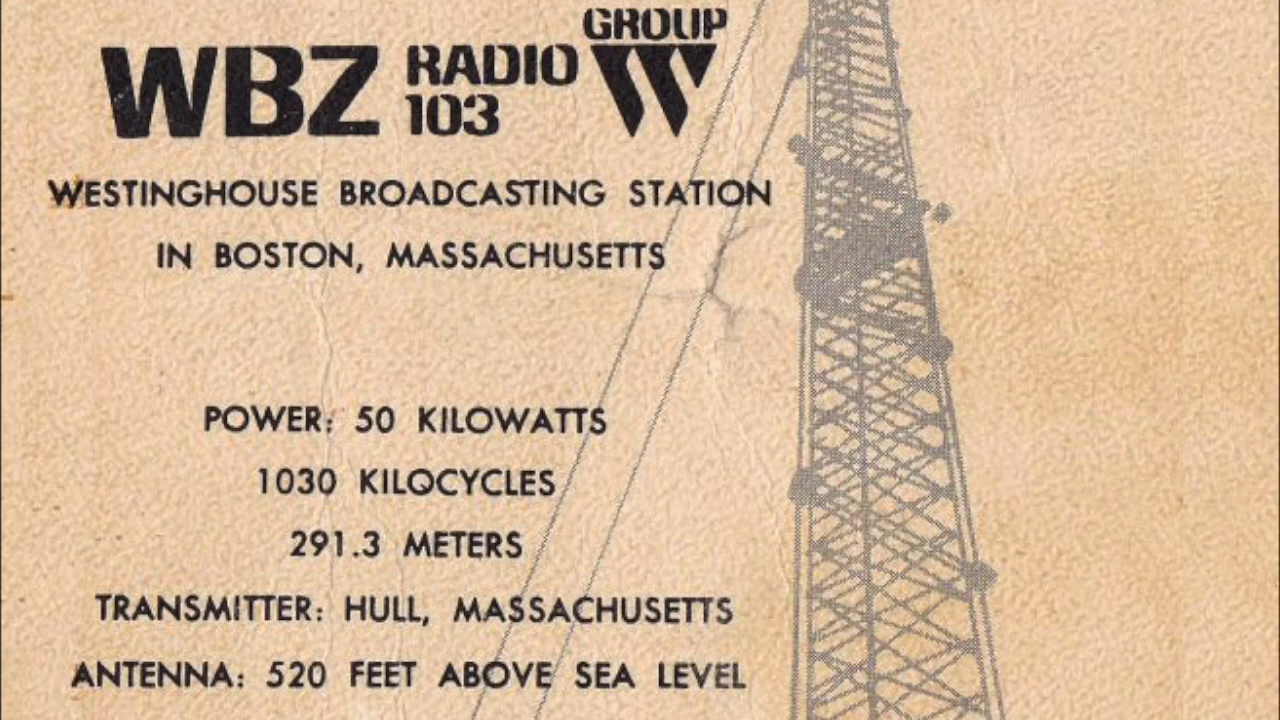 GROUP
WBZ RADIO
103
WESTINGHOUSE BROADCASTING STATION
IN BOSTON, MASSACHUSETTS
POWER: 50 KILOWATTS
1030 KILOCYCLES
291.3 METERS
TRANSMITTER: HULL, MASSACHUSETTS
ANTENNA: 520 FEET ABOVE SEA LEVEL